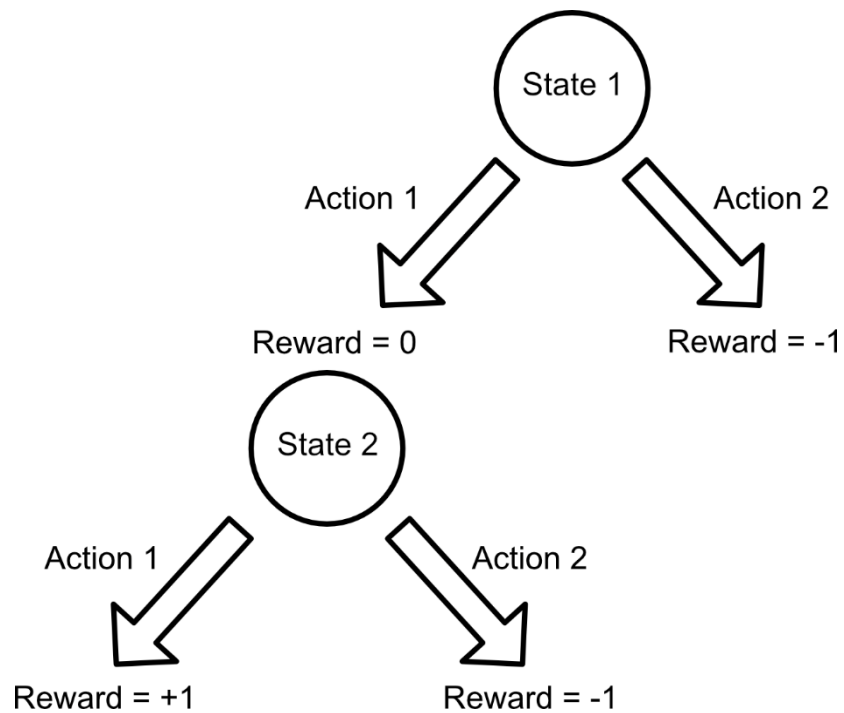 State 1
Action 1
Action 2
Reward = 0
Reward = -1
State 2
Action 1
Action 2
Reward = +1
Reward = -1